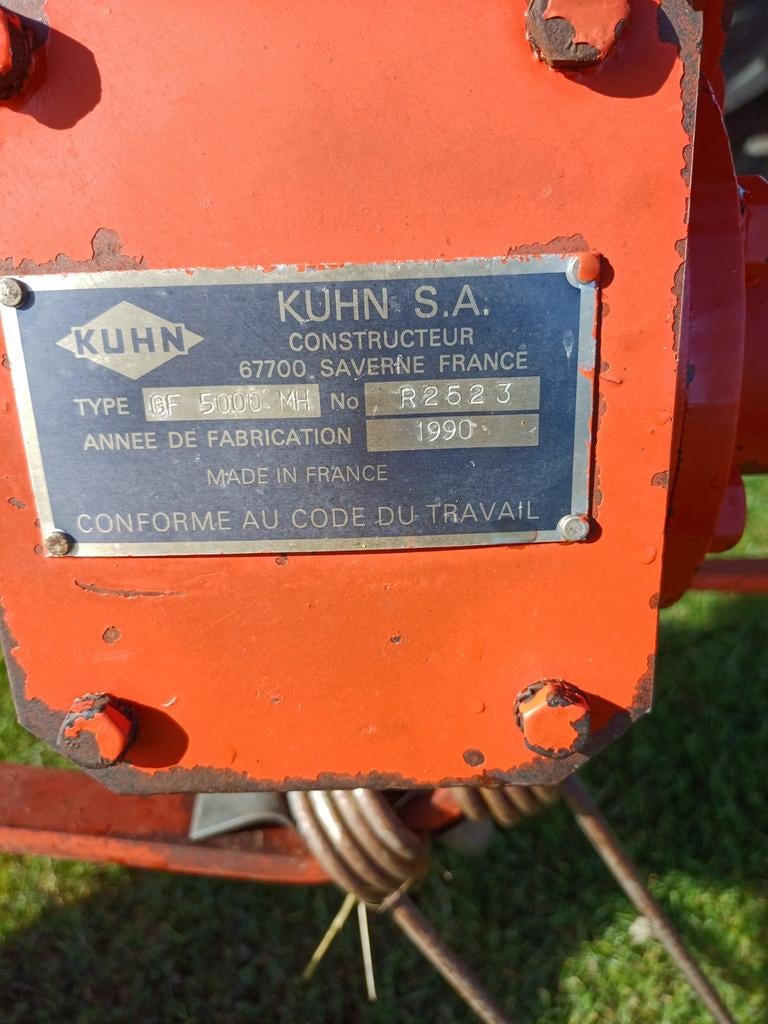 KUHN
KUHN S.A.
CONSTRUCTEUR
67700 SAVERNE FRANCE
TYPE GF 5000 MH No R2523
ANNEE DE FABRICATION 1990
MADE IN FRANCE
CONFORME AU CODE DU TRAVAIL